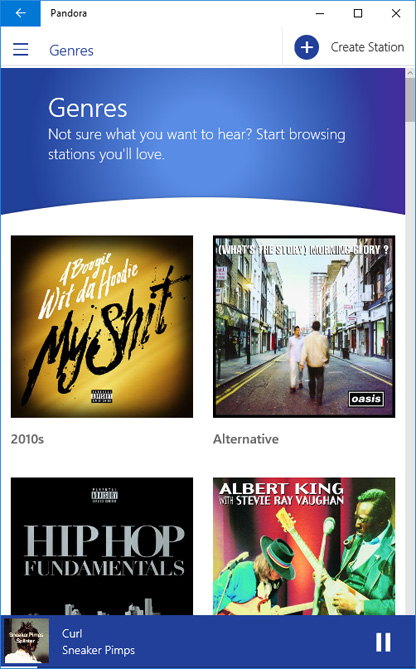 Pandora
Genres
Create Station
Genres
Not sure what you want to hear? Start browsing
stations you'll love.
A Boogie
Wit da Hoodie
My Shit
PARENTAL
ADVISORY
EXPLICIT CONTENT
(WHAT'S THE STORY) MORNING GLORY ?
oasis
2010s
Alternative
PARENTAL
ADVISORY
EXPLICIT CONTENT
HIP HOP
FUNDAMENTALS
ALBERT KING
WITH STEVIE RAY VAUGHAN
Sneaker Pimps
Splinter
Curl
Sneaker Pimps